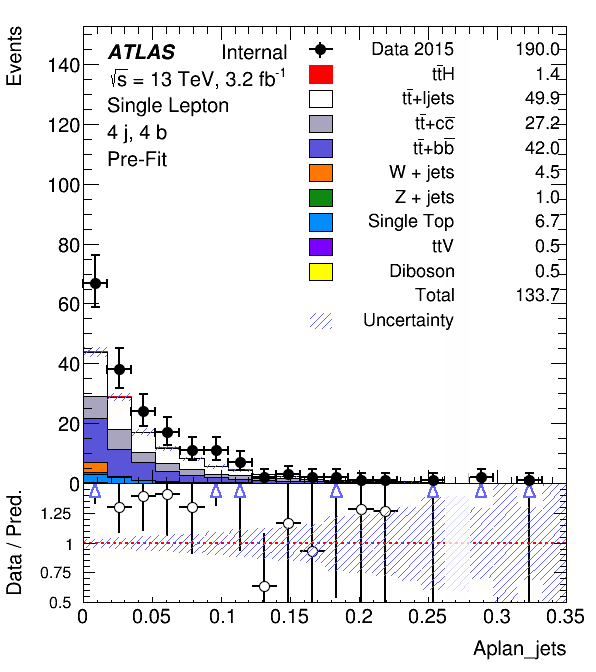 Events
ATLAS Internal
√s = 13 TeV, 3.2 fb⁻¹
Single Lepton
4 j, 4 b
Pre-Fit
Data 2015 190.0
tt̄H 1.4
tt̄+ljets 49.9
tt̄+cc̄ 27.2
tt̄+bb̄ 42.0
W + jets 4.5
Z + jets 1.0
Single Top 6.7
ttV 0.5
Diboson 0.5
Total 133.7
Uncertainty
140
120
100
80
60
40
20
0
Data / Pred.
1.25
1
0.75
0.5
0 0.05 0.1 0.15 0.2 0.25 0.3 0.35
Aplan_jets